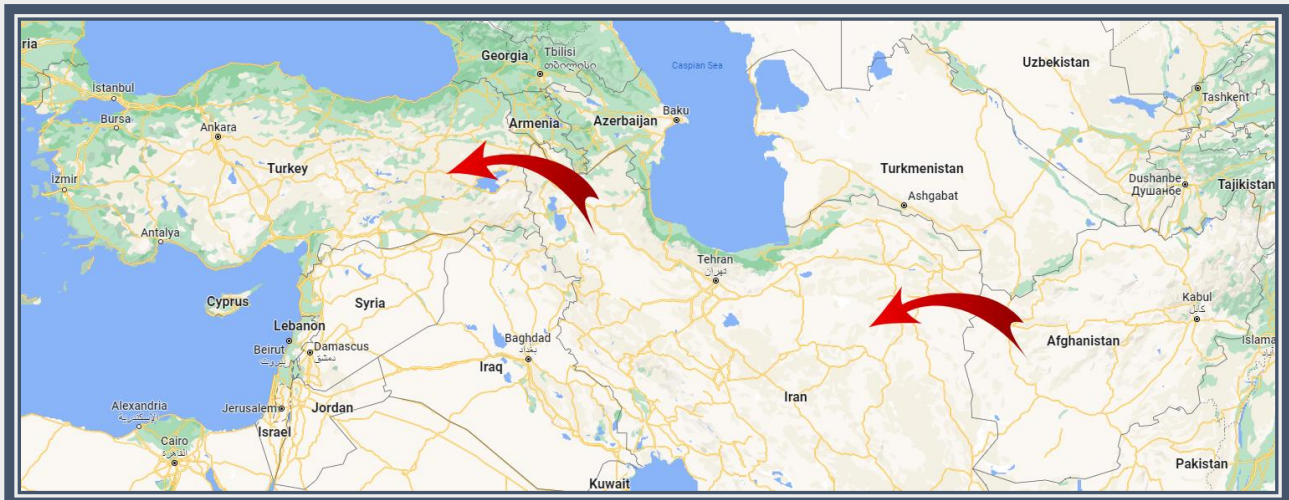 ria
Georgia
Tbilisi
თბილისი
Caspian Sea
Uzbekistan
Tashkent
Istanbul
Bursa
Ankara
Armenia
Azerbaijan
Baku
Turkey
Turkmenistan
Izmir
Dushanbe
Душанбе
Tajikistan
Ashgabat
Antalya
Tehran
تهران
Cyprus
Syria
Kabul
کابل
Lebanon
Beirut
بيروت
Damascus
دمشق
Baghdad
بغداد
Afghanistan
Islama
Iraq
Iran
Alexandria
الإسكندرية
Jerusalem
Jordan
Israel
Cairo
القاهرة
Kuwait
Pakistan